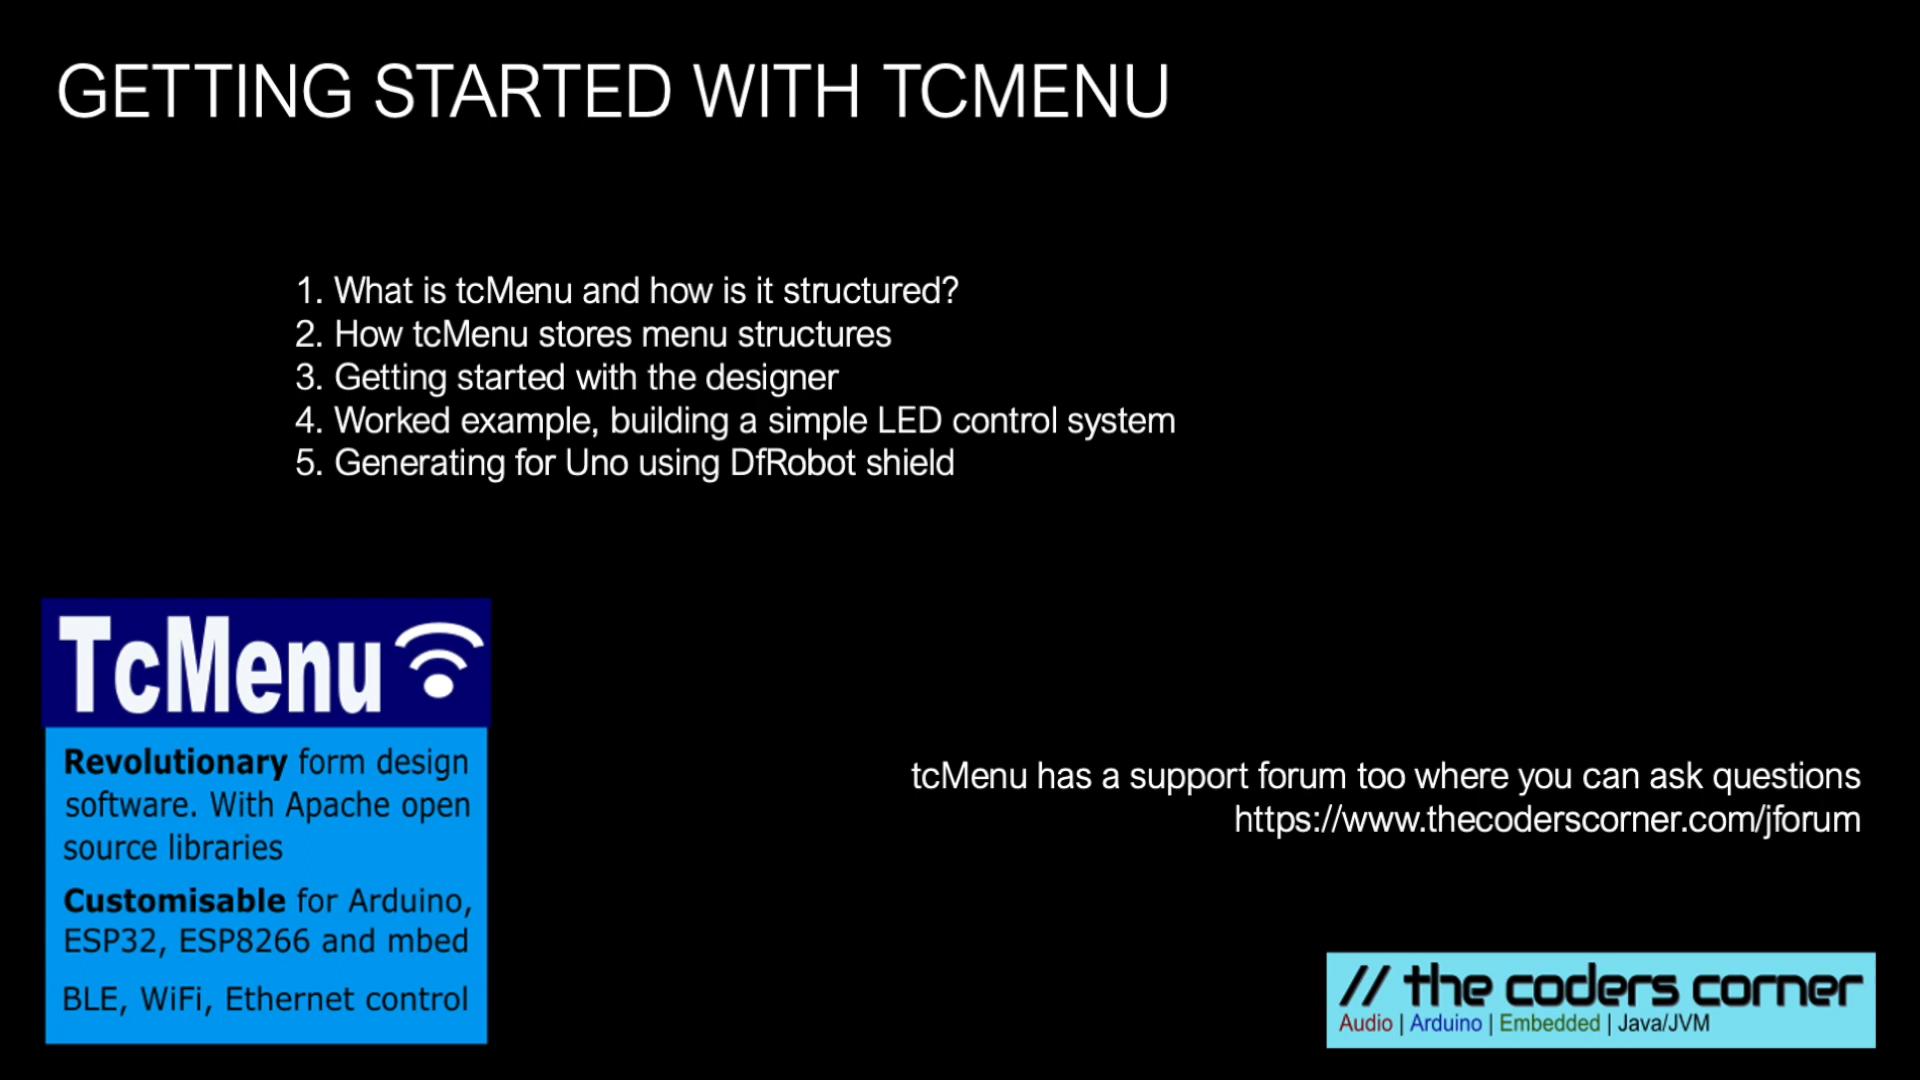 GETTING STARTED WITH TCMENU
1. What is tcMenu and how is it structured?
2. How tcMenu stores menu structures
3. Getting started with the designer
4. Worked example, building a simple LED control system
5. Generating for Uno using DfRobot shield
TcMenu
Revolutionary form design
software. With Apache open
source libraries
Customisable for Arduino,
ESP32, ESP8266 and mbed
BLE, WiFi, Ethernet control
tcMenu has a support forum too where you can ask questions
https://www.thecoderscorner.com/jforum
// the coders corner
Audio | Arduino | Embedded | Java/JVM